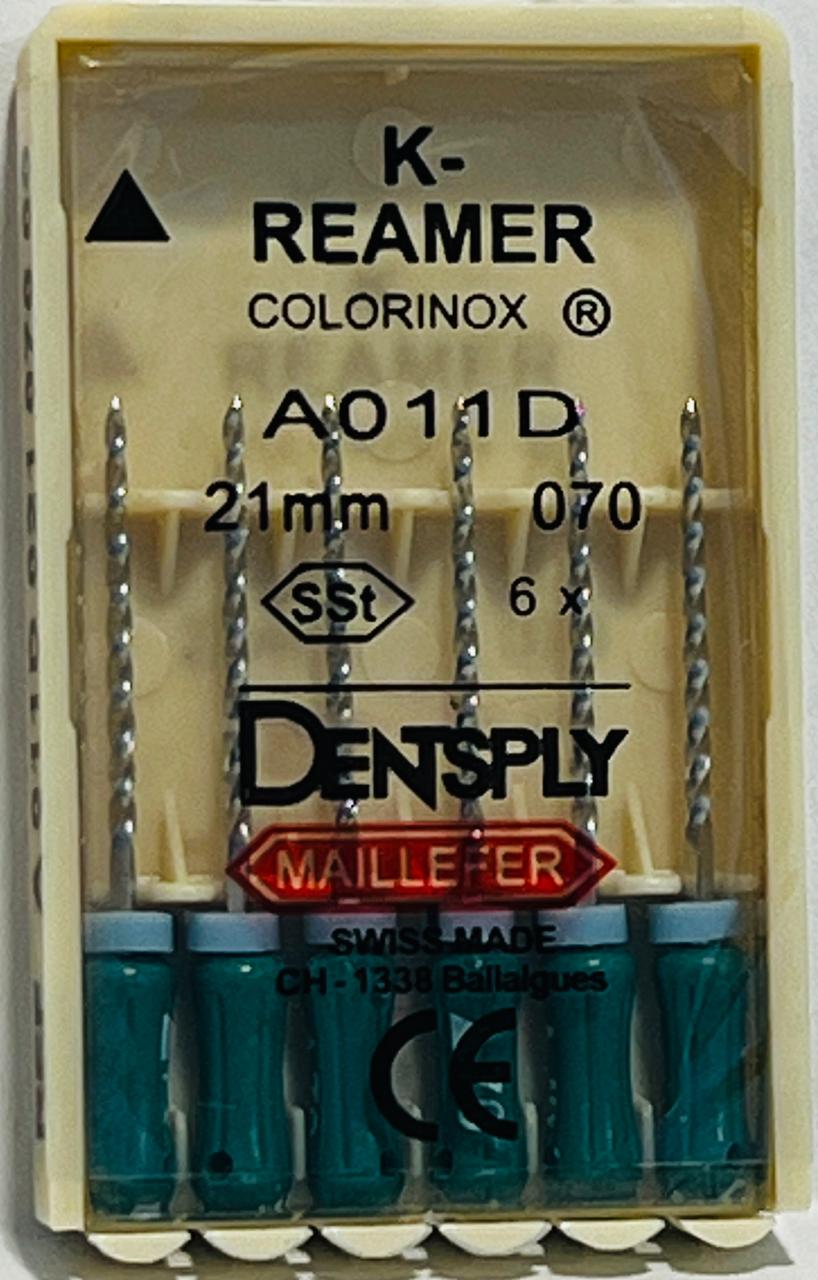 K-
REAMER
COLORINOX ®
A011D
21mm 070
SSt 6 x
DENTSPLY
MAILLEFER
SWISS MADE
CH - 1338 Ballaigues
CE